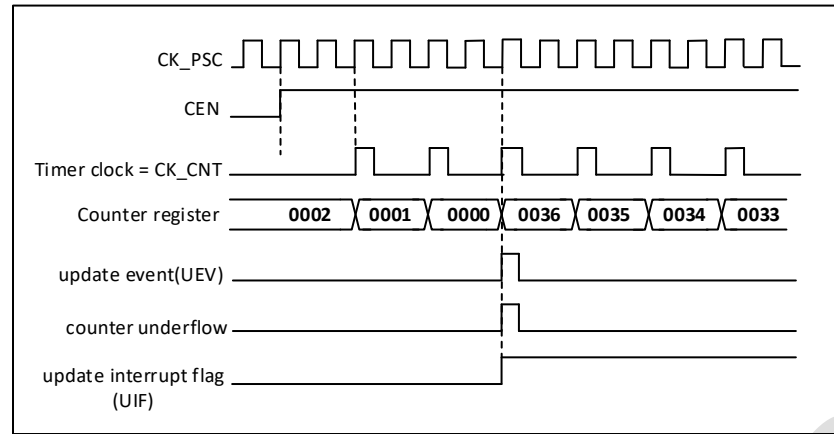 CK_PSC
CEN
Timer clock = CK_CNT
Counter register 0002 0001 0000 0036 0035 0034 0033
update event(UEV)
counter underflow
update interrupt flag
(UIF)